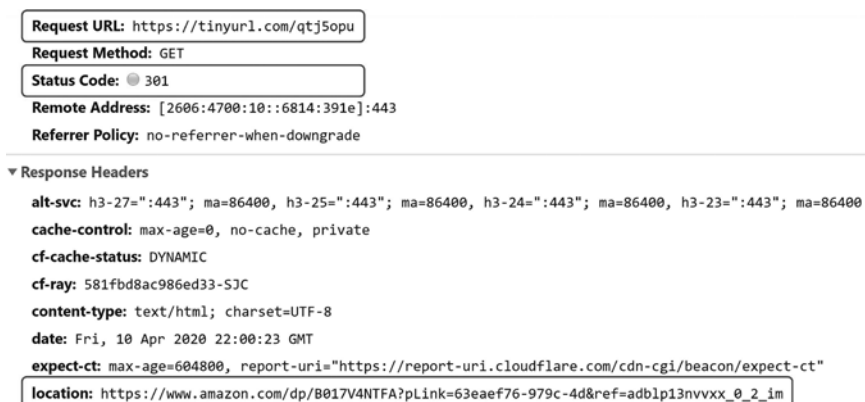 Request URL: https://tinyurl.com/qtj5opu
Request Method: GET
Status Code: 301
Remote Address: [2606:4700:10::6814:391e]:443
Referrer Policy: no-referrer-when-downgrade
Response Headers
alt-svc: h3-27=":443"; ma=86400, h3-25=":443"; ma=86400, h3-24=":443"; ma=86400, h3-23=":443"; ma=86400
cache-control: max-age=0, no-cache, private
cf-cache-status: DYNAMIC
cf-ray: 581fbd8ac986ed33-SJC
content-type: text/html; charset=UTF-8
date: Fri, 10 Apr 2020 22:00:23 GMT
expect-ct: max-age=604800, report-uri="https://report-uri.cloudflare.com/cdn-cgi/beacon/expect-ct"
location: https://www.amazon.com/dp/B017V4NTFA?pLink=63eaef76-979c-4d&ref=adblp13nvvxx_0_2_im